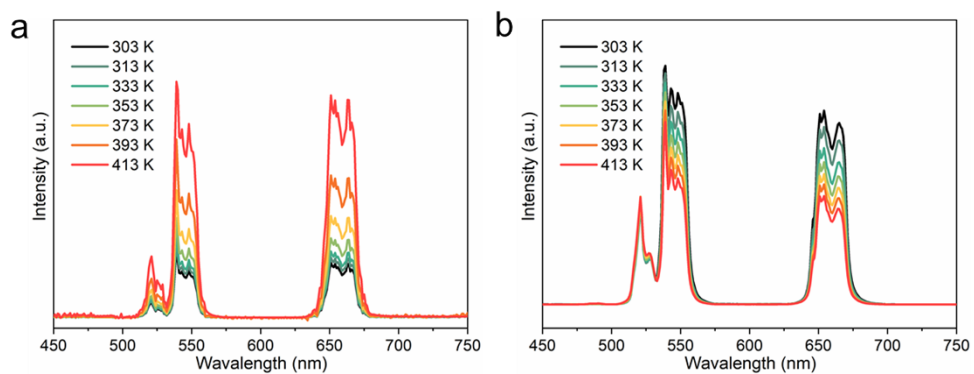 a
303 K
313 K
333 K
353 K
373 K
393 K
413 K
Intensity (a.u.)
450 500 550 600 650 700 750
Wavelength (nm)
b
303 K
313 K
333 K
353 K
373 K
393 K
413 K
Intensity (a.u.)
450 500 550 600 650 700 750
Wavelength (nm)